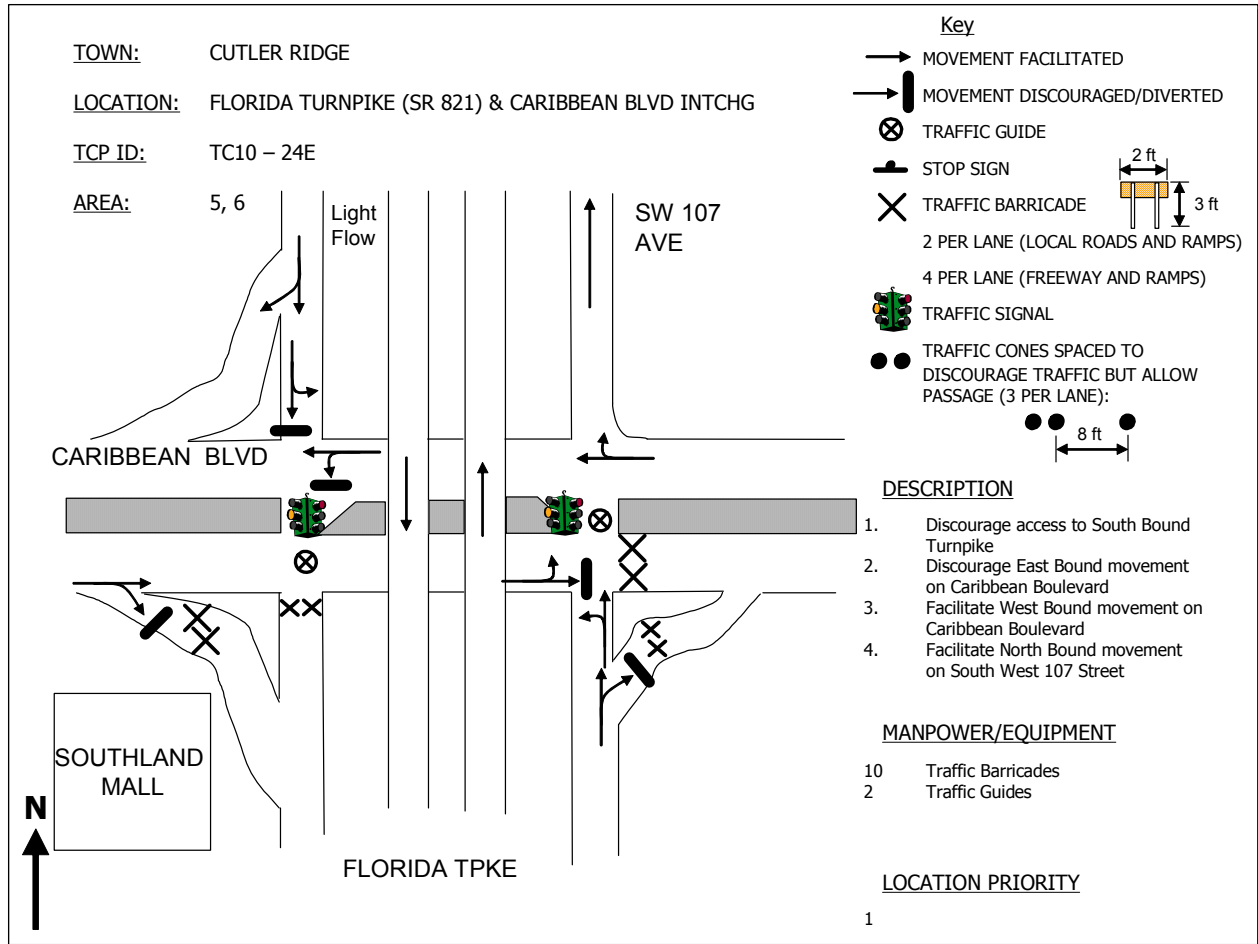 TOWN: CUTLER RIDGE
LOCATION: FLORIDA TURNPIKE (SR 821) & CARIBBEAN BLVD INTCHG
TCP ID: TC10 – 24E
AREA: 5, 6
Light
Flow
SW 107
AVE
CARIBBEAN BLVD
SOUTHLAND
MALL
N
FLORIDA TPKE
Key
MOVEMENT FACILITATED
MOVEMENT DISCOURAGED/DIVERTED
TRAFFIC GUIDE
STOP SIGN
2 ft
3 ft
TRAFFIC BARRICADE
2 PER LANE (LOCAL ROADS AND RAMPS)
4 PER LANE (FREEWAY AND RAMPS)
TRAFFIC SIGNAL
TRAFFIC CONES SPACED TO
DISCOURAGE TRAFFIC BUT ALLOW
PASSAGE (3 PER LANE):
8 ft
DESCRIPTION
1. Discourage access to South Bound
Turnpike
2. Discourage East Bound movement
on Caribbean Boulevard
3. Facilitate West Bound movement on
Caribbean Boulevard
4. Facilitate North Bound movement
on South West 107 Street
MANPOWER/EQUIPMENT
10 Traffic Barricades
2 Traffic Guides
LOCATION PRIORITY
1